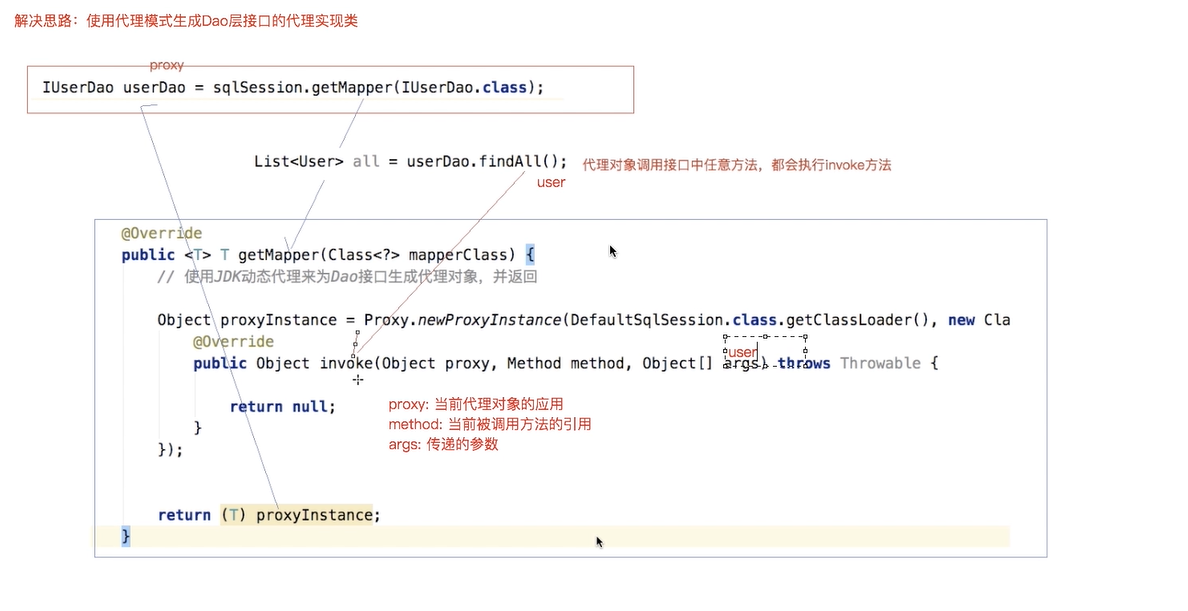 解决思路：使用代理模式生成Dao层接口的代理实现类
proxy
IUserDao userDao = sqlSession.getMapper(IUserDao.class);
List<User> all = userDao.findAll(); 代理对象调用接口中任意方法，都会执行invoke方法
user
@Override
public <T> T getMapper(Class<?> mapperClass) {
// 使用JDK动态代理来为Dao接口生成代理对象，并返回
Object proxyInstance = Proxy.newProxyInstance(DefaultSqlSession.class.getClassLoader(), new Cla
@Override
user
public Object invoke(Object proxy, Method method, Object[] args) throws Throwable {
return null;
proxy: 当前代理对象的应用
method: 当前被调用方法的引用
}
args: 传递的参数
});
return (T) proxyInstance;
}